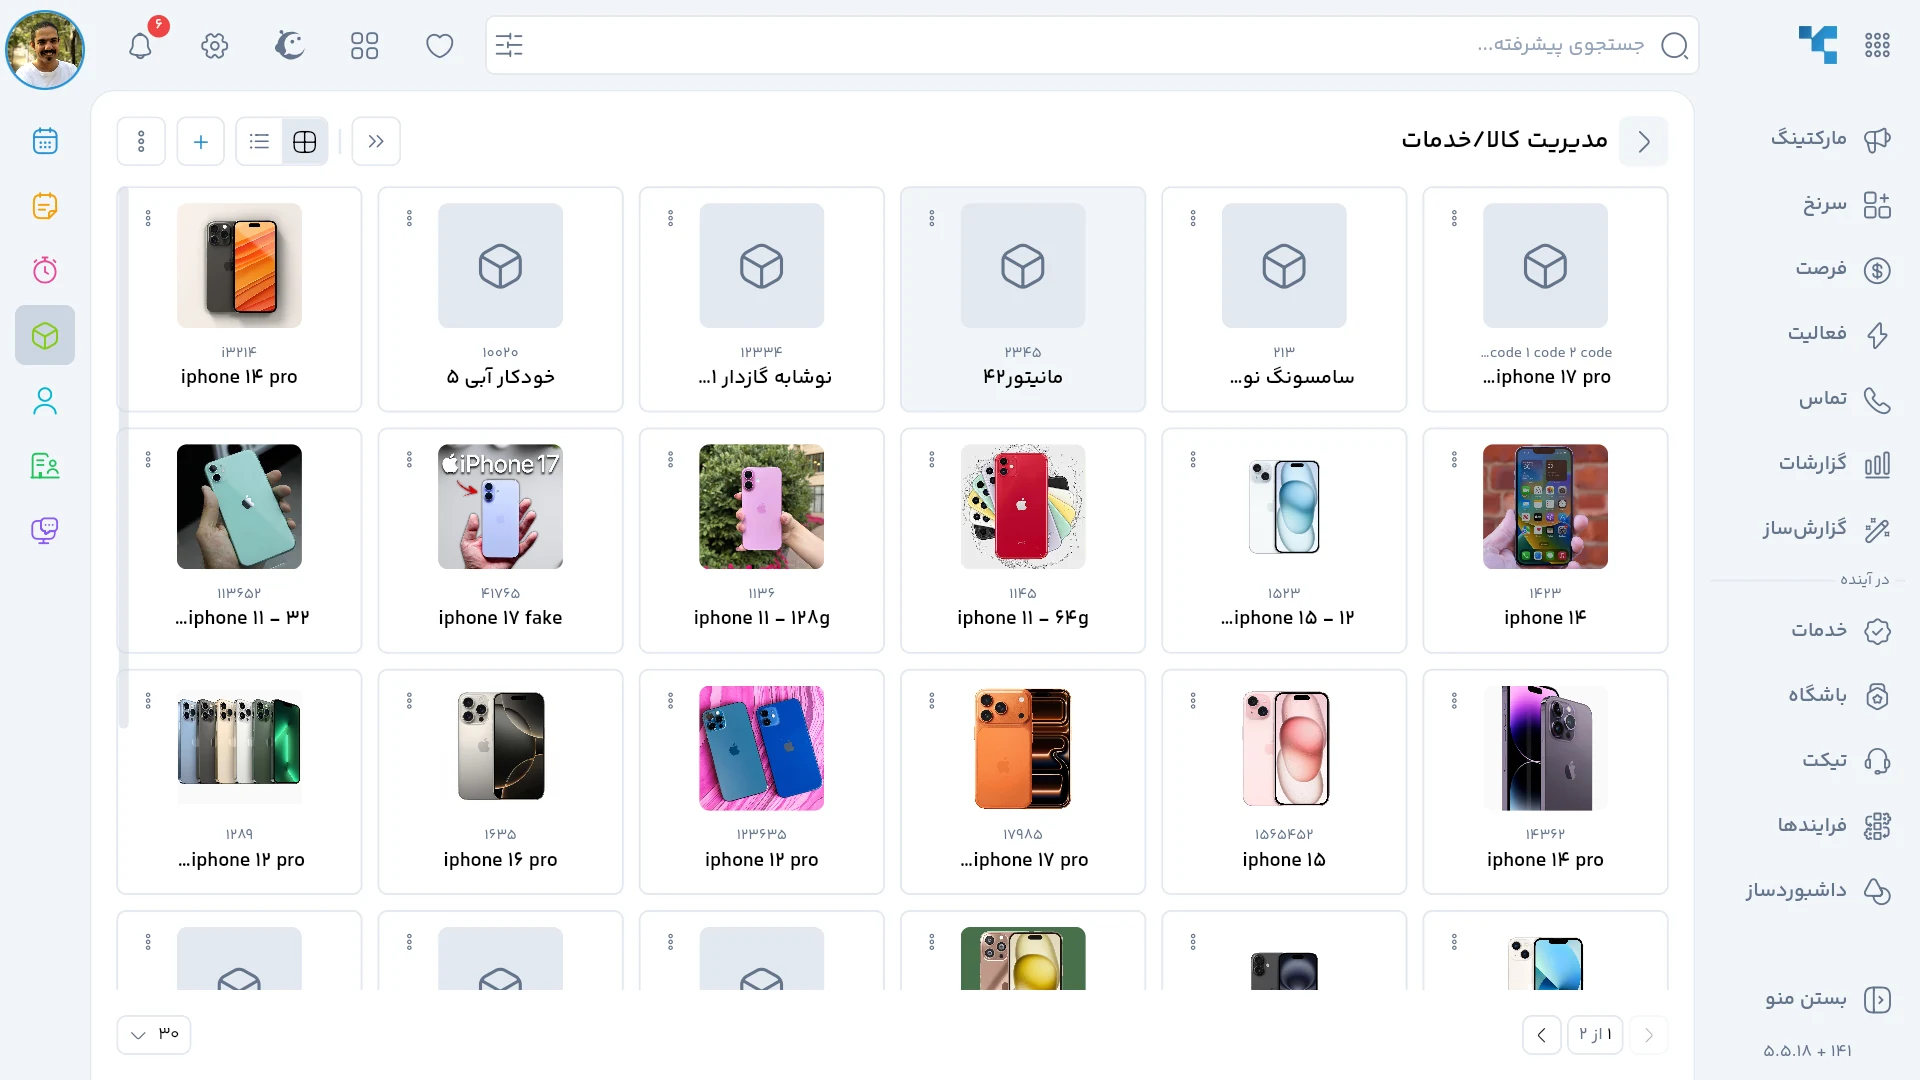 ۶
جستجوی پیشرفته...
مارکتینگ
سرنخ
فرصت
فعالیت
تماس
گزارشات
گزارش‌ساز
در آینده
خدمات
باشگاه
تیکت
فرایندها
داشبوردساز
بستن منو
۵.۵.۱۸ + ۱۴۱
مدیریت کالا/خدمات
code ۱ code ۲ code...
iphone ۱۷ pro...
۲۱۳
سامسونگ نو...
۲۳۴۵
مانیتور۴۲
۱۲۳۳۴
نوشابه گازدار ۱...
۱۰۰۲۰
خودکار آبی ۵
i۳۲۱۴
iphone ۱۴ pro
۱۴۲۳
iphone ۱۴
۱۵۲۳
iphone ۱۵ – ۱۲...
۱۱۴۵
iphone ۱۱ – ۶۴g
۱۱۳۶
iphone ۱۱ – ۱۲۸g
iPhone 17
۴۱۷۶۵
iphone ۱۷ fake
۱۱۳۶۵۲
iphone ۱۱ – ۳۲...
۱۴۳۶۲
iphone ۱۴ pro
۱۵۶۵۴۵۲
iphone ۱۵
۱۷۹۸۵
iphone ۱۷ pro...
۱۲۳۶۳۵
iphone ۱۲ pro
۱۶۳۵
iphone ۱۶ pro
۱۲۸۹
iphone ۱۲ pro...
۱ از ۲
۳۰